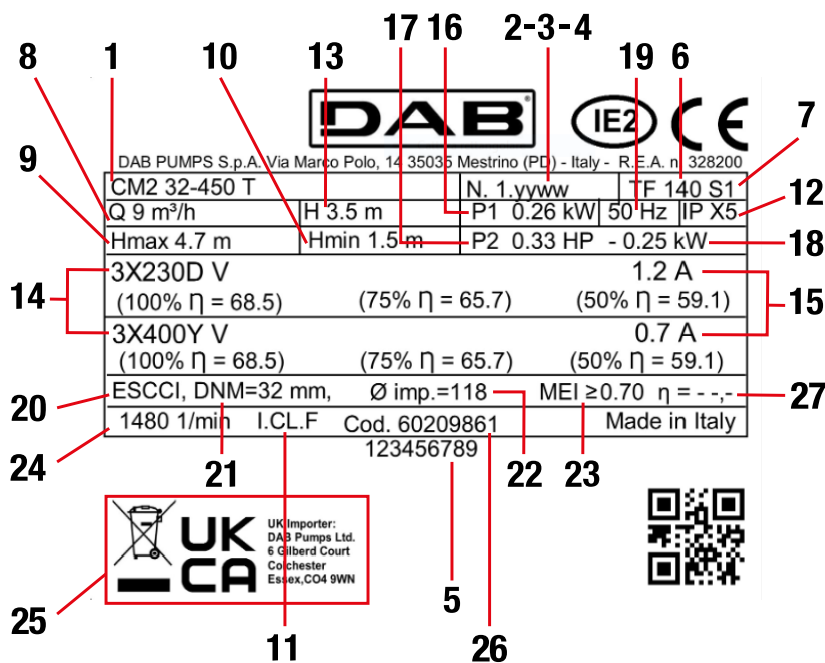 17 16 2-3-4
8 1 10 13 19 6
DAB
IE2 CE
7
9
DAB PUMPS S.p.A. Via Marco Polo, 14 35035 Mestrino (PD) - Italy - R.E.A. n. 328200
CM2 32-450 T N. 1.yyww TF 140 S1
12
Q 9 m³/h H 3.5 m P1 0.26 kW 50 Hz IP X5
Hmax 4.7 m Hmin 1.5 m P2 0.33 HP - 0.25 kW 18
3X230D V 1.2 A
14 (100% η = 68.5) (75% η = 65.7) (50% η = 59.1) 15
3X400Y V 0.7 A
(100% η = 68.5) (75% η = 65.7) (50% η = 59.1)
20 ESCCI, DNM=32 mm, Ø imp.=118 MEI ≥0.70 η = - -,- 27
24 1480 1/min I.CL.F Cod. 60209861 Made in Italy
123456789
21 22 23
UK
CA
UK Importer:
DAB Pumps Ltd.
6 Gilberd Court
Colchester
Essex,CO4 9WN
25 11 5 26